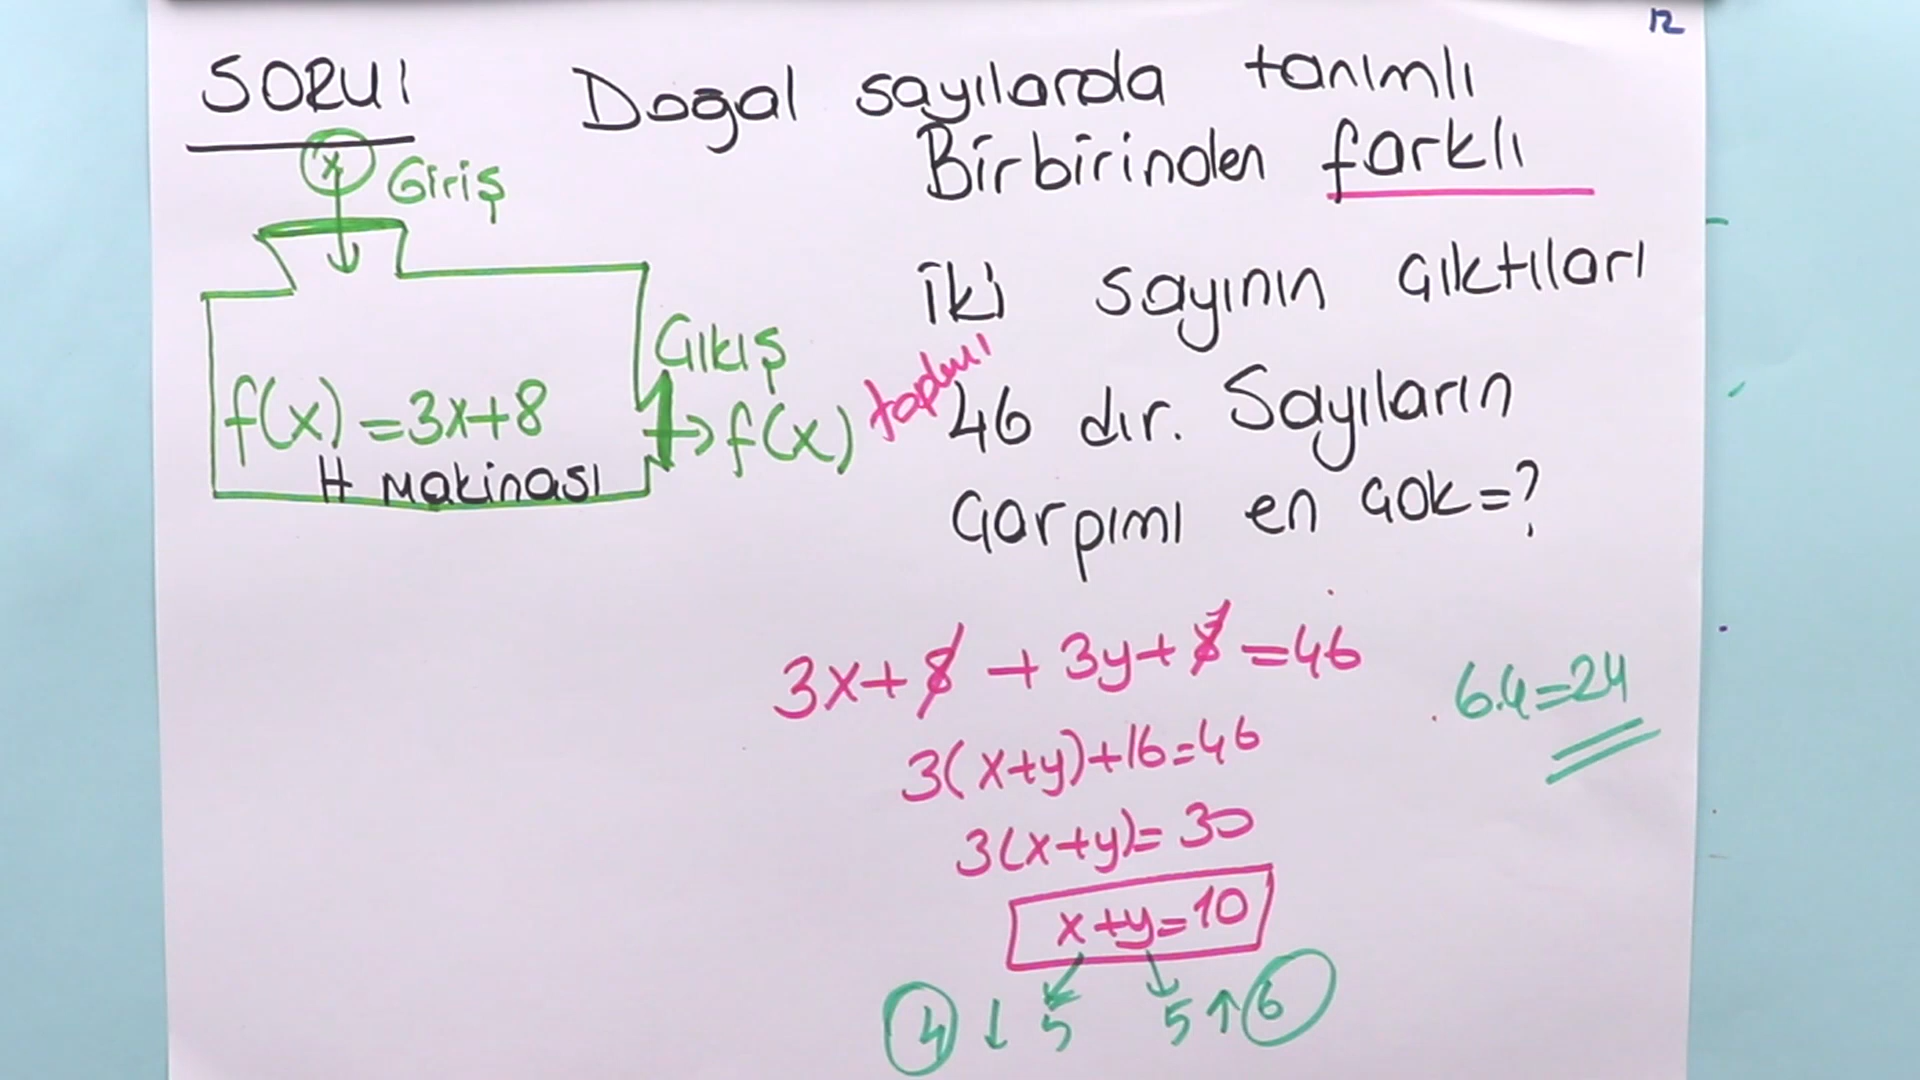 12
SORU 1
Doğal sayılarda tanımlı
Birbirinden farklı
iki sayının çıktıları
toplamı
46 dır. Sayıların
çarpımı en çok=?
x Giriş
f(x) =3x+8
H Makinası
Çıkış
f(x)
3x+8 + 3y+8 =46
3(x+y)+16=46
3(x+y)= 30
x+y=10
4 ↓ 5 5 ↑ 6
6.4=24